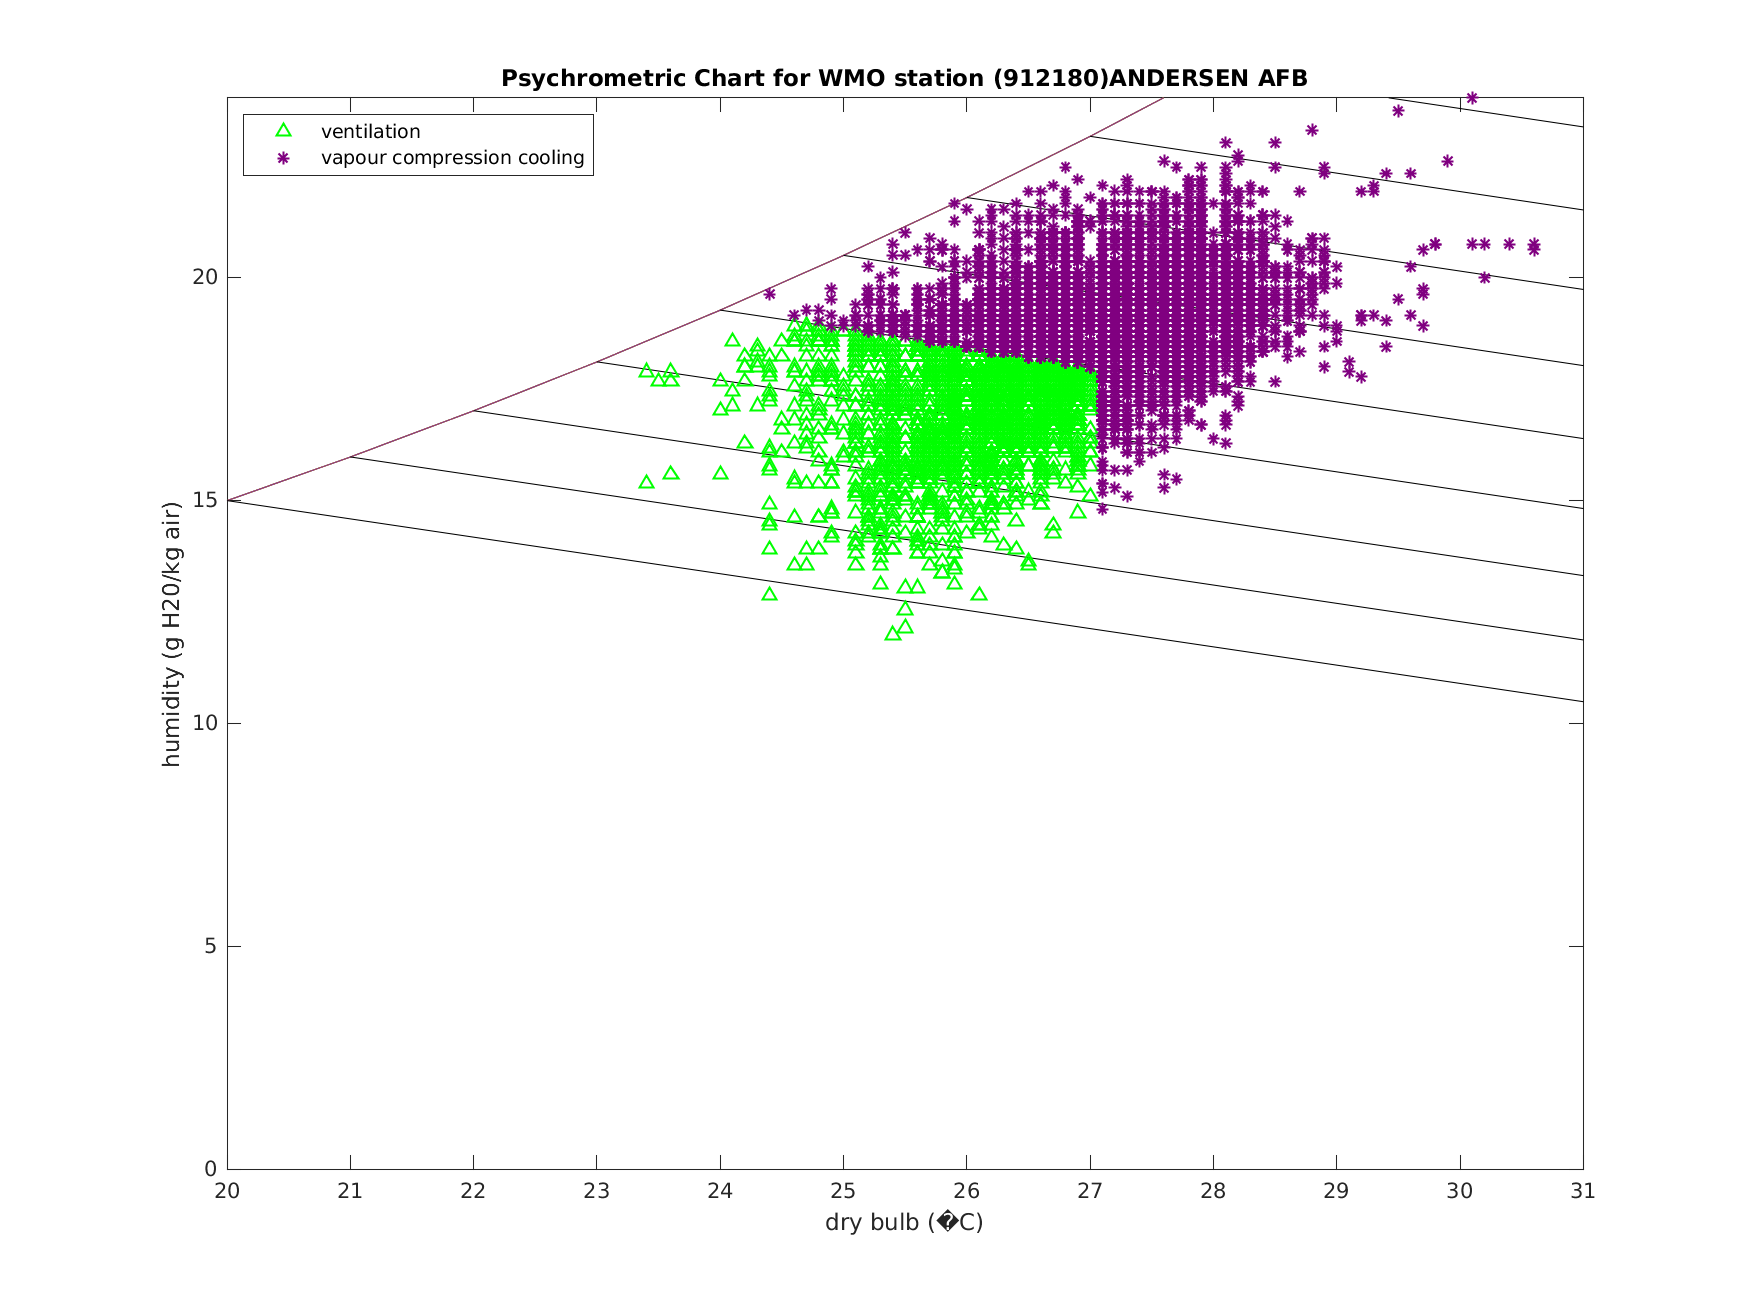 Psychrometric Chart for WMO station (912180)ANDERSEN AFB
ventilation
vapour compression cooling
humidity (g H20/kg air)
20
15
10
5
0
20 21 22 23 24 25 26 27 28 29 30 31
dry bulb (�C)